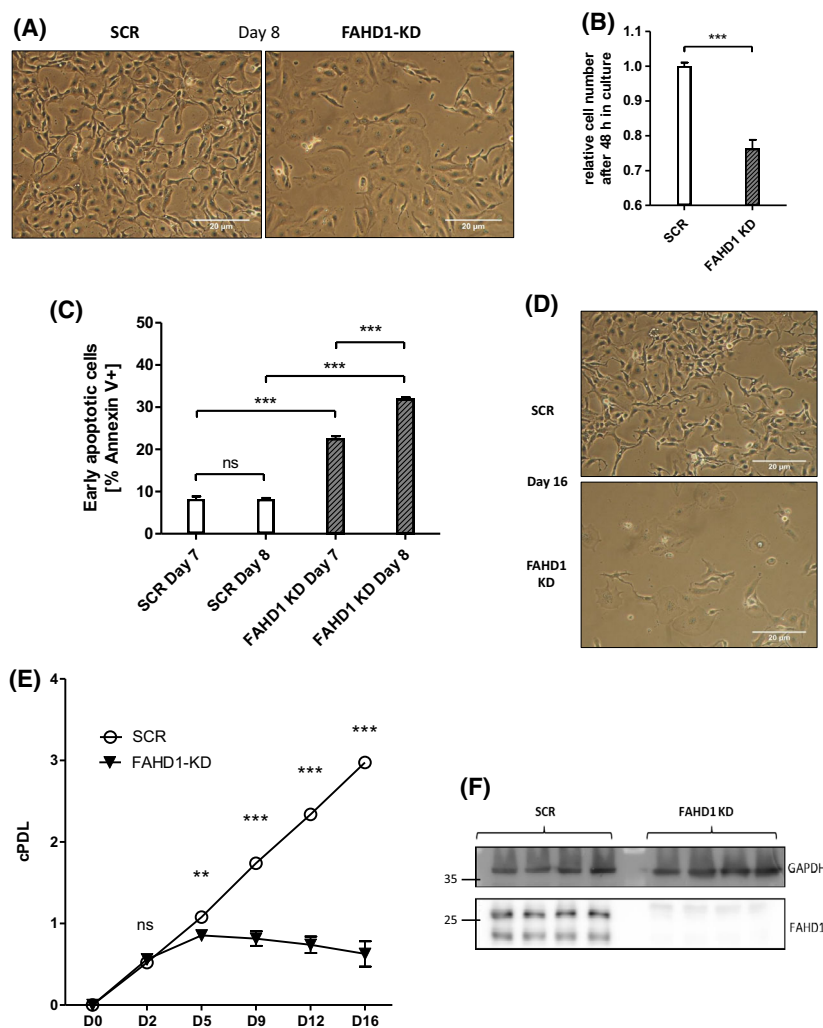 (A)
SCR Day 8 FAHD1-KD
20 µm
20 µm
(B)
relative cell number
after 48 h in culture
1.1
1.0
0.9
0.8
0.7
0.6
***
SCR
FAHD1 KD
(C)
Early apoptotic cells
[% Annexin V+]
50
40
30
20
10
0
***
***
***
ns
SCR Day 7
SCR Day 8
FAHD1 KD Day 7
FAHD1 KD Day 8
(D)
SCR
20 µm
Day 16
FAHD1
KD
20 µm
(E)
cPDL
4
3
2
1
0
SCR
FAHD1-KD
ns
**
***
***
***
D0 D2 D5 D9 D12 D16
(F)
SCR FAHD1 KD
35
GAPDH
25
FAHD1